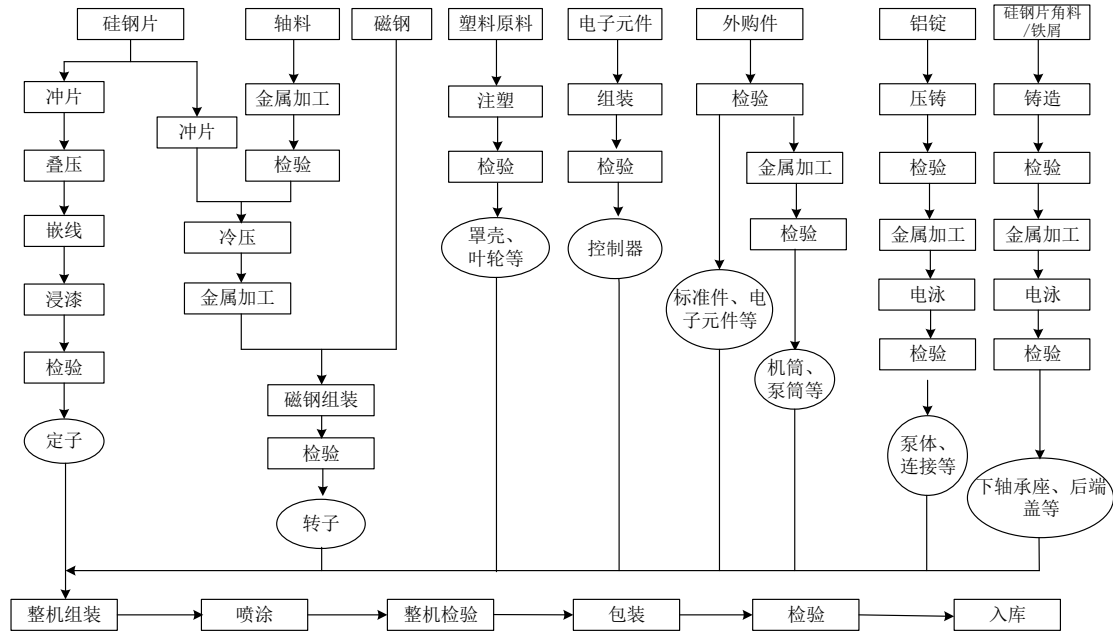 硅钢片
轴料
磁钢
塑料原料
电子元件
外购件
铝锭
硅钢片角料
/铁屑
冲片
冲片
金属加工
注塑
组装
检验
压铸
铸造
叠压
检验
检验
检验
金属加工
检验
检验
嵌线
冷压
罩壳、
叶轮等
控制器
检验
金属加工
金属加工
浸漆
金属加工
标准件、电
子元件等
电泳
电泳
检验
机筒、
泵筒等
检验
检验
磁钢组装
定子
检验
泵体、
连接等
下轴承座、后端
盖等
转子
整机组装
喷涂
整机检验
包装
检验
入库